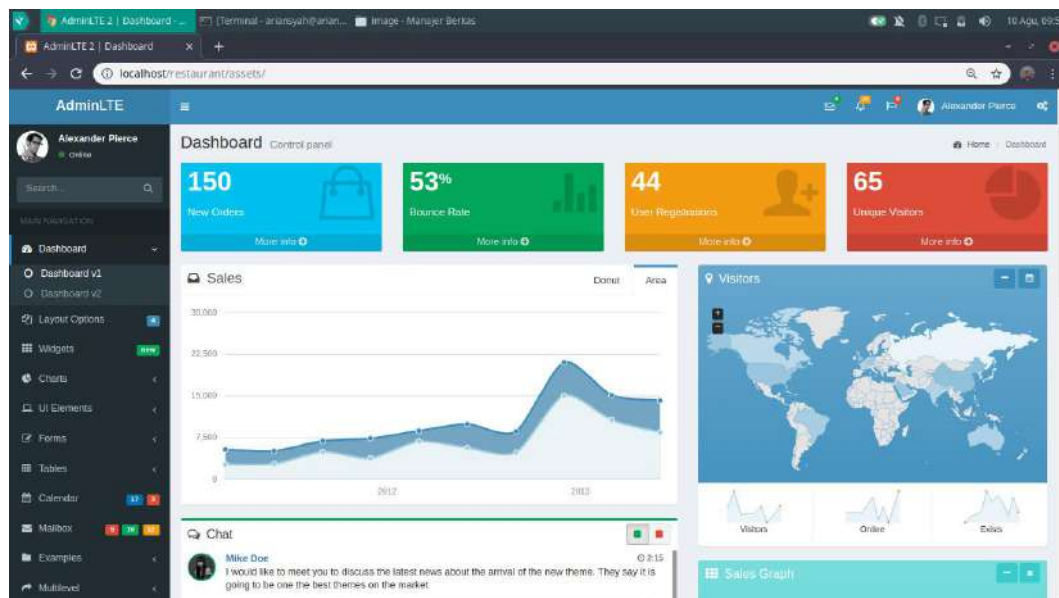 AdminLTE 2 | Dashboard - ...
[Terminal - ariansyah@arian...
image - Manajer Berkas
10 Agu, 09:5
AdminLTE 2 | Dashboard
localhost/restaurant/assets/
AdminLTE
Alexander Pierce
Alexander Pierce
Online
Search...
MAIN NAVIGATION
Dashboard
Dashboard v1
Dashboard v2
Layout Options 4
Widgets new
Charts
UI Elements
Forms
Tables
Calendar 17 3
Mailbox
Examples
Multilevel
Dashboard Control panel
Home > Dashboard
150
New Orders
More info
53%
Bounce Rate
More info
44
User Registrations
More info
65
Unique Visitors
More info
Sales
Donut Area
30,000
22,500
15,000
7,500
0
2012 2013
Visitors
+
-
Visitors Online Exists
Chat
Mike Doe 2:15
I would like to meet you to discuss the latest news about the arrival of the new theme. They say it is
going to be one the best themes on the market
Sales Graph